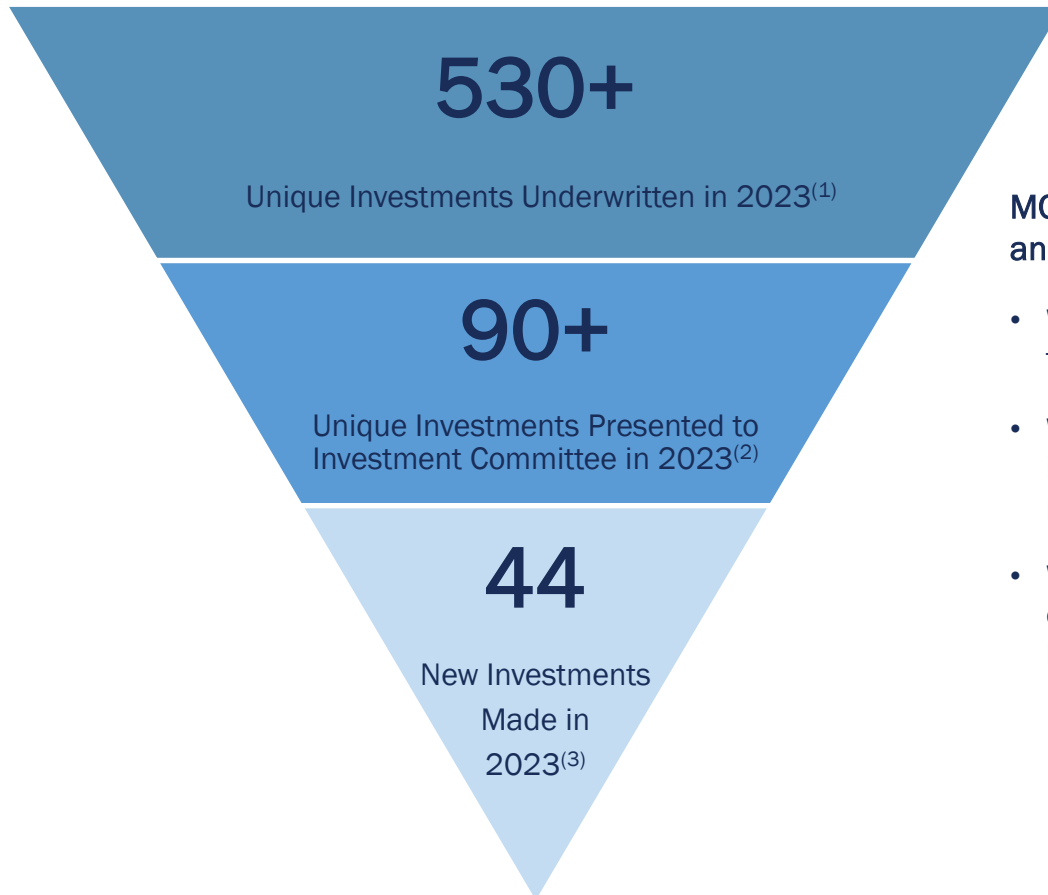 530+
Unique Investments Underwritten in 2023(1)
90+
Unique Investments Presented to
Investment Committee in 2023(2)
44
New Investments
Made in
2023(3)
an
•
•
•